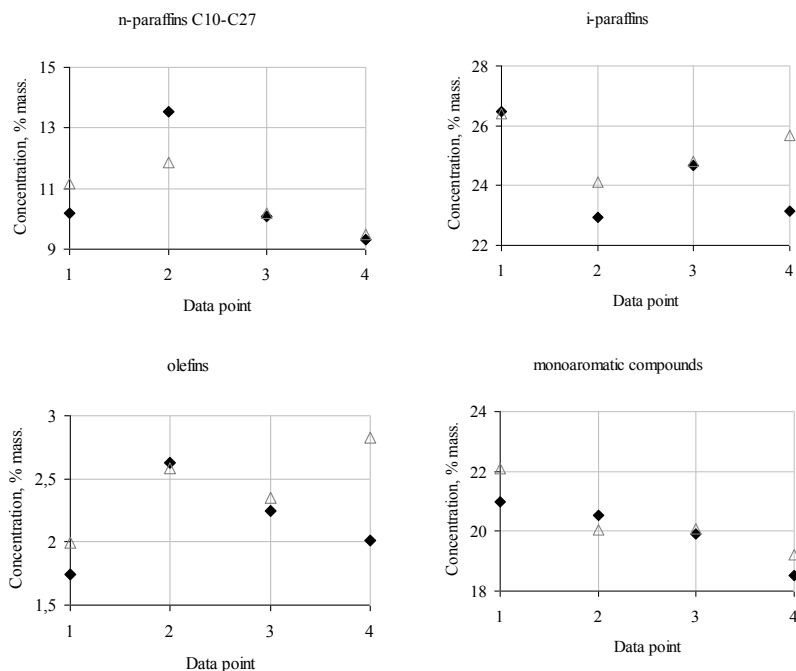 n-paraffins C10-C27
Concentration, % mass.
15
13
11
9
1 2 3 4
Data point
i-paraffins
Concentration, % mass.
28
26
24
22
1 2 3 4
Data point
olefins
Concentration, % mass.
3
2,5
2
1,5
1 2 3 4
Data point
monoaromatic compounds
Concentration, % mass.
24
22
20
18
1 2 3 4
Data point